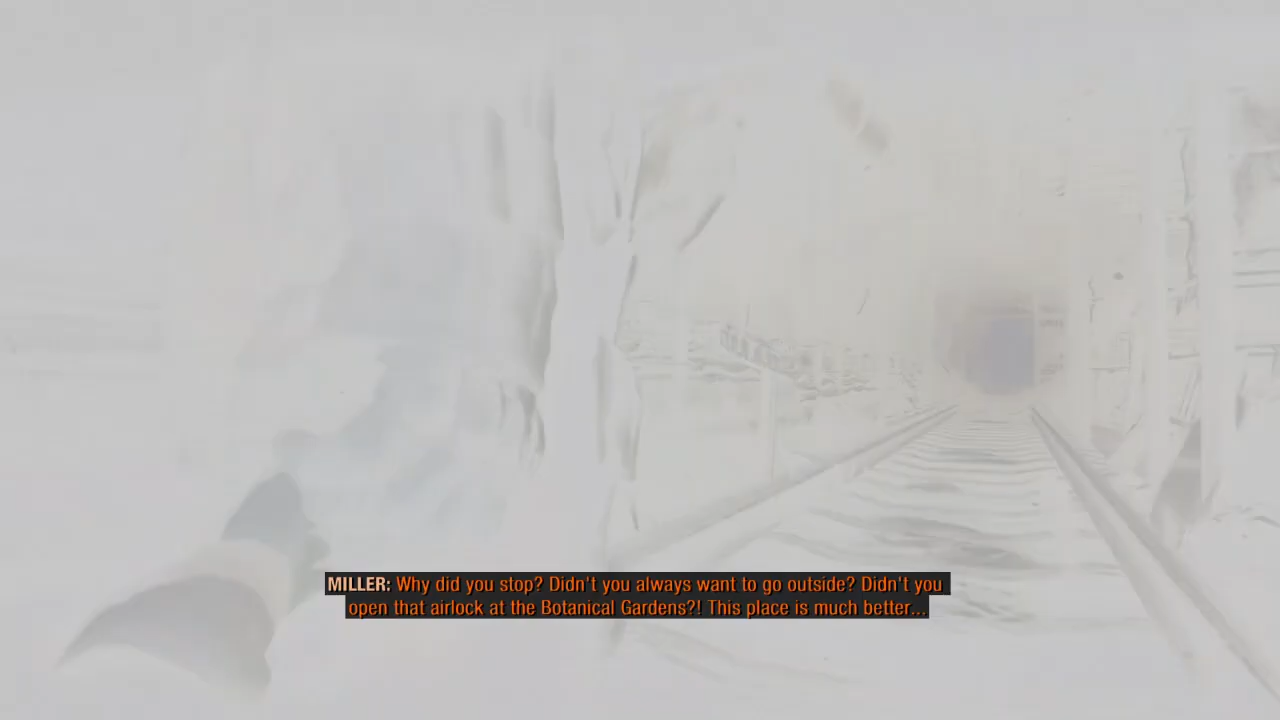 MILLER: Why did you stop? Didn't you always want to go outside? Didn't you
open that airlock at the Botanical Gardens?! This place is much better...